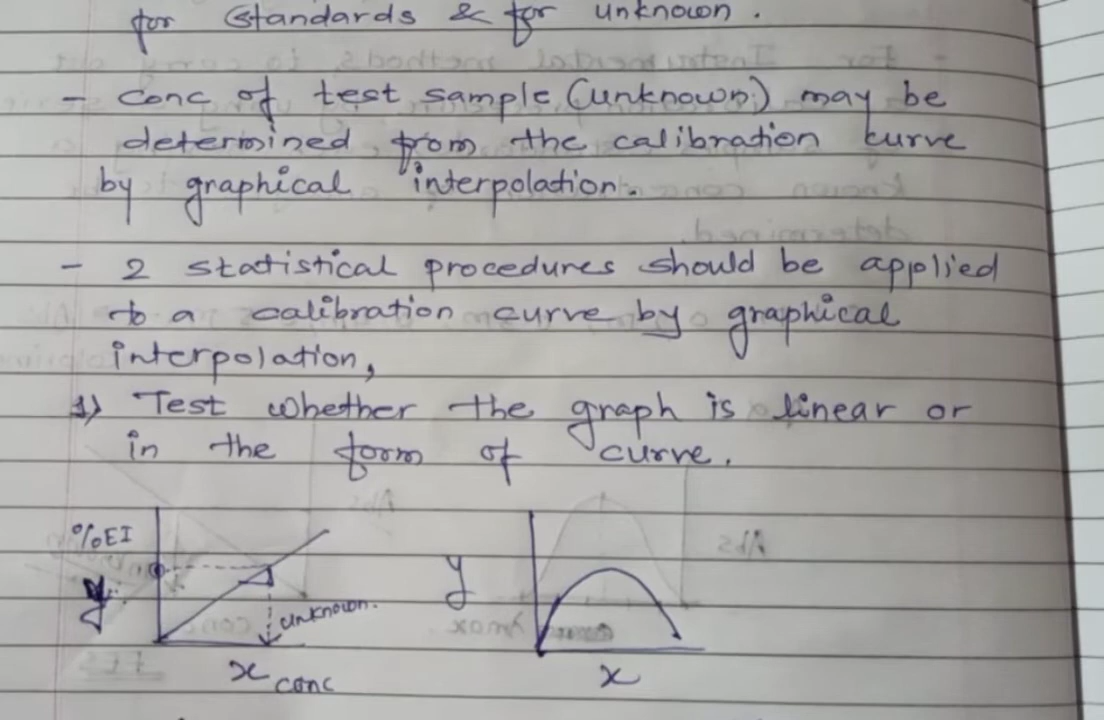 for standards & for unknown.
- conc of test sample (unknown) may be
determined from the calibration curve
by graphical interpolation.
- 2 statistical procedures should be applied
to a calibration curve by graphical
interpolation,
1) Test whether the graph is linear or
in the form of curve.
%EI
y
unknown.
x conc
y
x